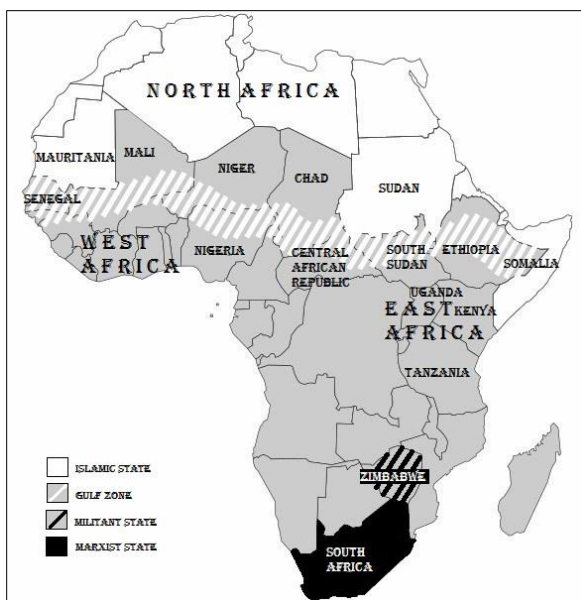 NORTH AFRICA
MAURITANIA
MALI
NIGER
CHAD
SUDAN
SENEGAL
WEST
AFRICA
NIGERIA
CENTRAL
AFRICAN
REPUBLIC
SOUTH-
SUDAN
ETHIOPIA
SOMALIA
UGANDA
EAST
KENYA
AFRICA
TANZANIA
ZIMBABWE
SOUTH
AFRICA
ISLAMIC STATE
GULF ZONE
MILITANT STATE
MARXIST STATE